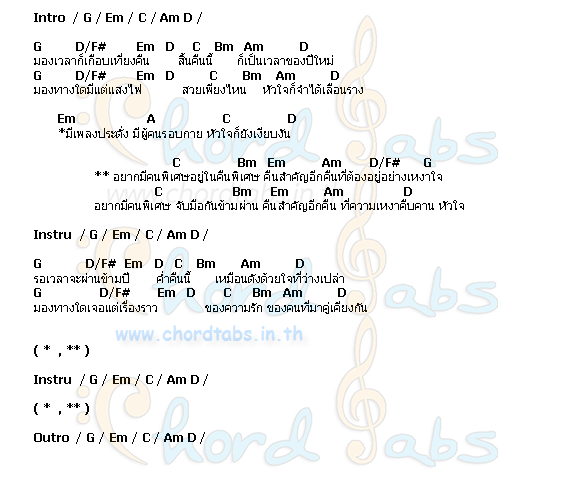 Intro / G / Em / C / Am D /
G D/F# Em D C Bm Am D
มองเวลาก็เกือบเที่ยงคืน สิ้นคืนนี้ ก็เป็นเวลาของปีใหม่
G D/F# Em D C Bm Am D
มองทางใดมีแต่แสงไฟ สวยเพียงไหน หัวใจก็จำได้เลือนราง
Em A C D
*มีเพลงประดัง มีผู้คนรอบกาย หัวใจก็ยังเงียบงัน
C Bm Em Am D/F# G
** อยากมีคนพิเศษอยู่ในคืนพิเศษ คืนสำคัญอีกคืนที่ต้องอยู่อย่างเหงาใจ
C Bm Em Am D
อยากมีคนพิเศษ จับมือกันข้ามผ่าน คืนสำคัญอีกคืน ที่ความเหงาคืบคาน หัวใจ
Instru / G / Em / C / Am D /
G D/F# Em D C Bm Am D
รอเวลาจะผ่านข้ามปี ค่ำคืนนี้ เหมือนดังด้วยใจที่ว่างเปล่า
G D/F# Em D C Bm Am D
มองทางใดเจอแต่เรื่องราว ของความรัก ของคนที่มาคู่เคียงกัน
www.chordtabs.in.th
( * , ** )
Instru / G / Em / C / Am D /
( * , ** )
Outro / G / Em / C / Am D /